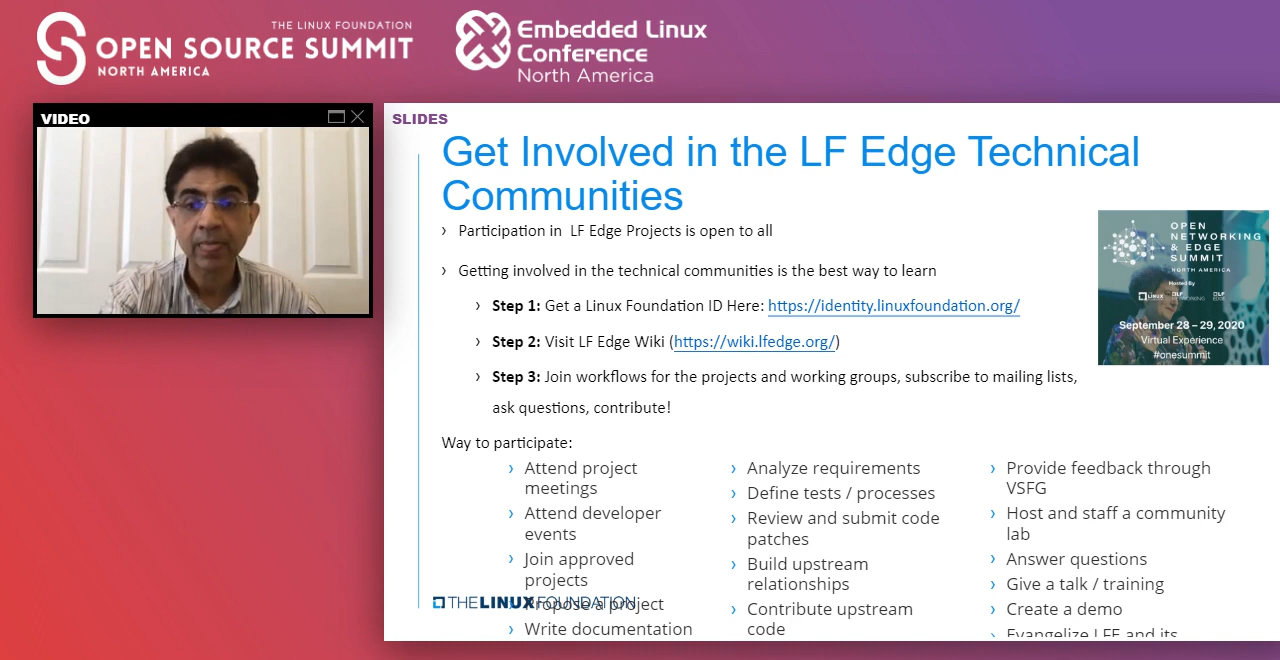 THE LINUX FOUNDATION
OPEN SOURCE SUMMIT
NORTH AMERICA
Embedded Linux
Conference
North America
VIDEO
SLIDES
Get Involved in the LF Edge Technical
Communities
› Participation in LF Edge Projects is open to all
› Getting involved in the technical communities is the best way to learn
› Step 1: Get a Linux Foundation ID Here: https://identity.linuxfoundation.org/
› Step 2: Visit LF Edge Wiki (https://wiki.lfedge.org/)
› Step 3: Join workflows for the projects and working groups, subscribe to mailing lists,
ask questions, contribute!
OPEN
NETWORKING
& EDGE
SUMMIT
NORTH AMERICA
Hosted By
September 28 – 29, 2020
Virtual Experience
#onesummit
Way to participate:
› Attend project
meetings
› Attend developer
events
› Join approved
projects
› Propose a project
› Write documentation
› Analyze requirements
› Define tests / processes
› Review and submit code
patches
› Build upstream
relationships
› Contribute upstream
code
› Provide feedback through
VSFG
› Host and staff a community
lab
› Answer questions
› Give a talk / training
› Create a demo
› Evangelize LFE and its
THE LINUX FOUNDATION